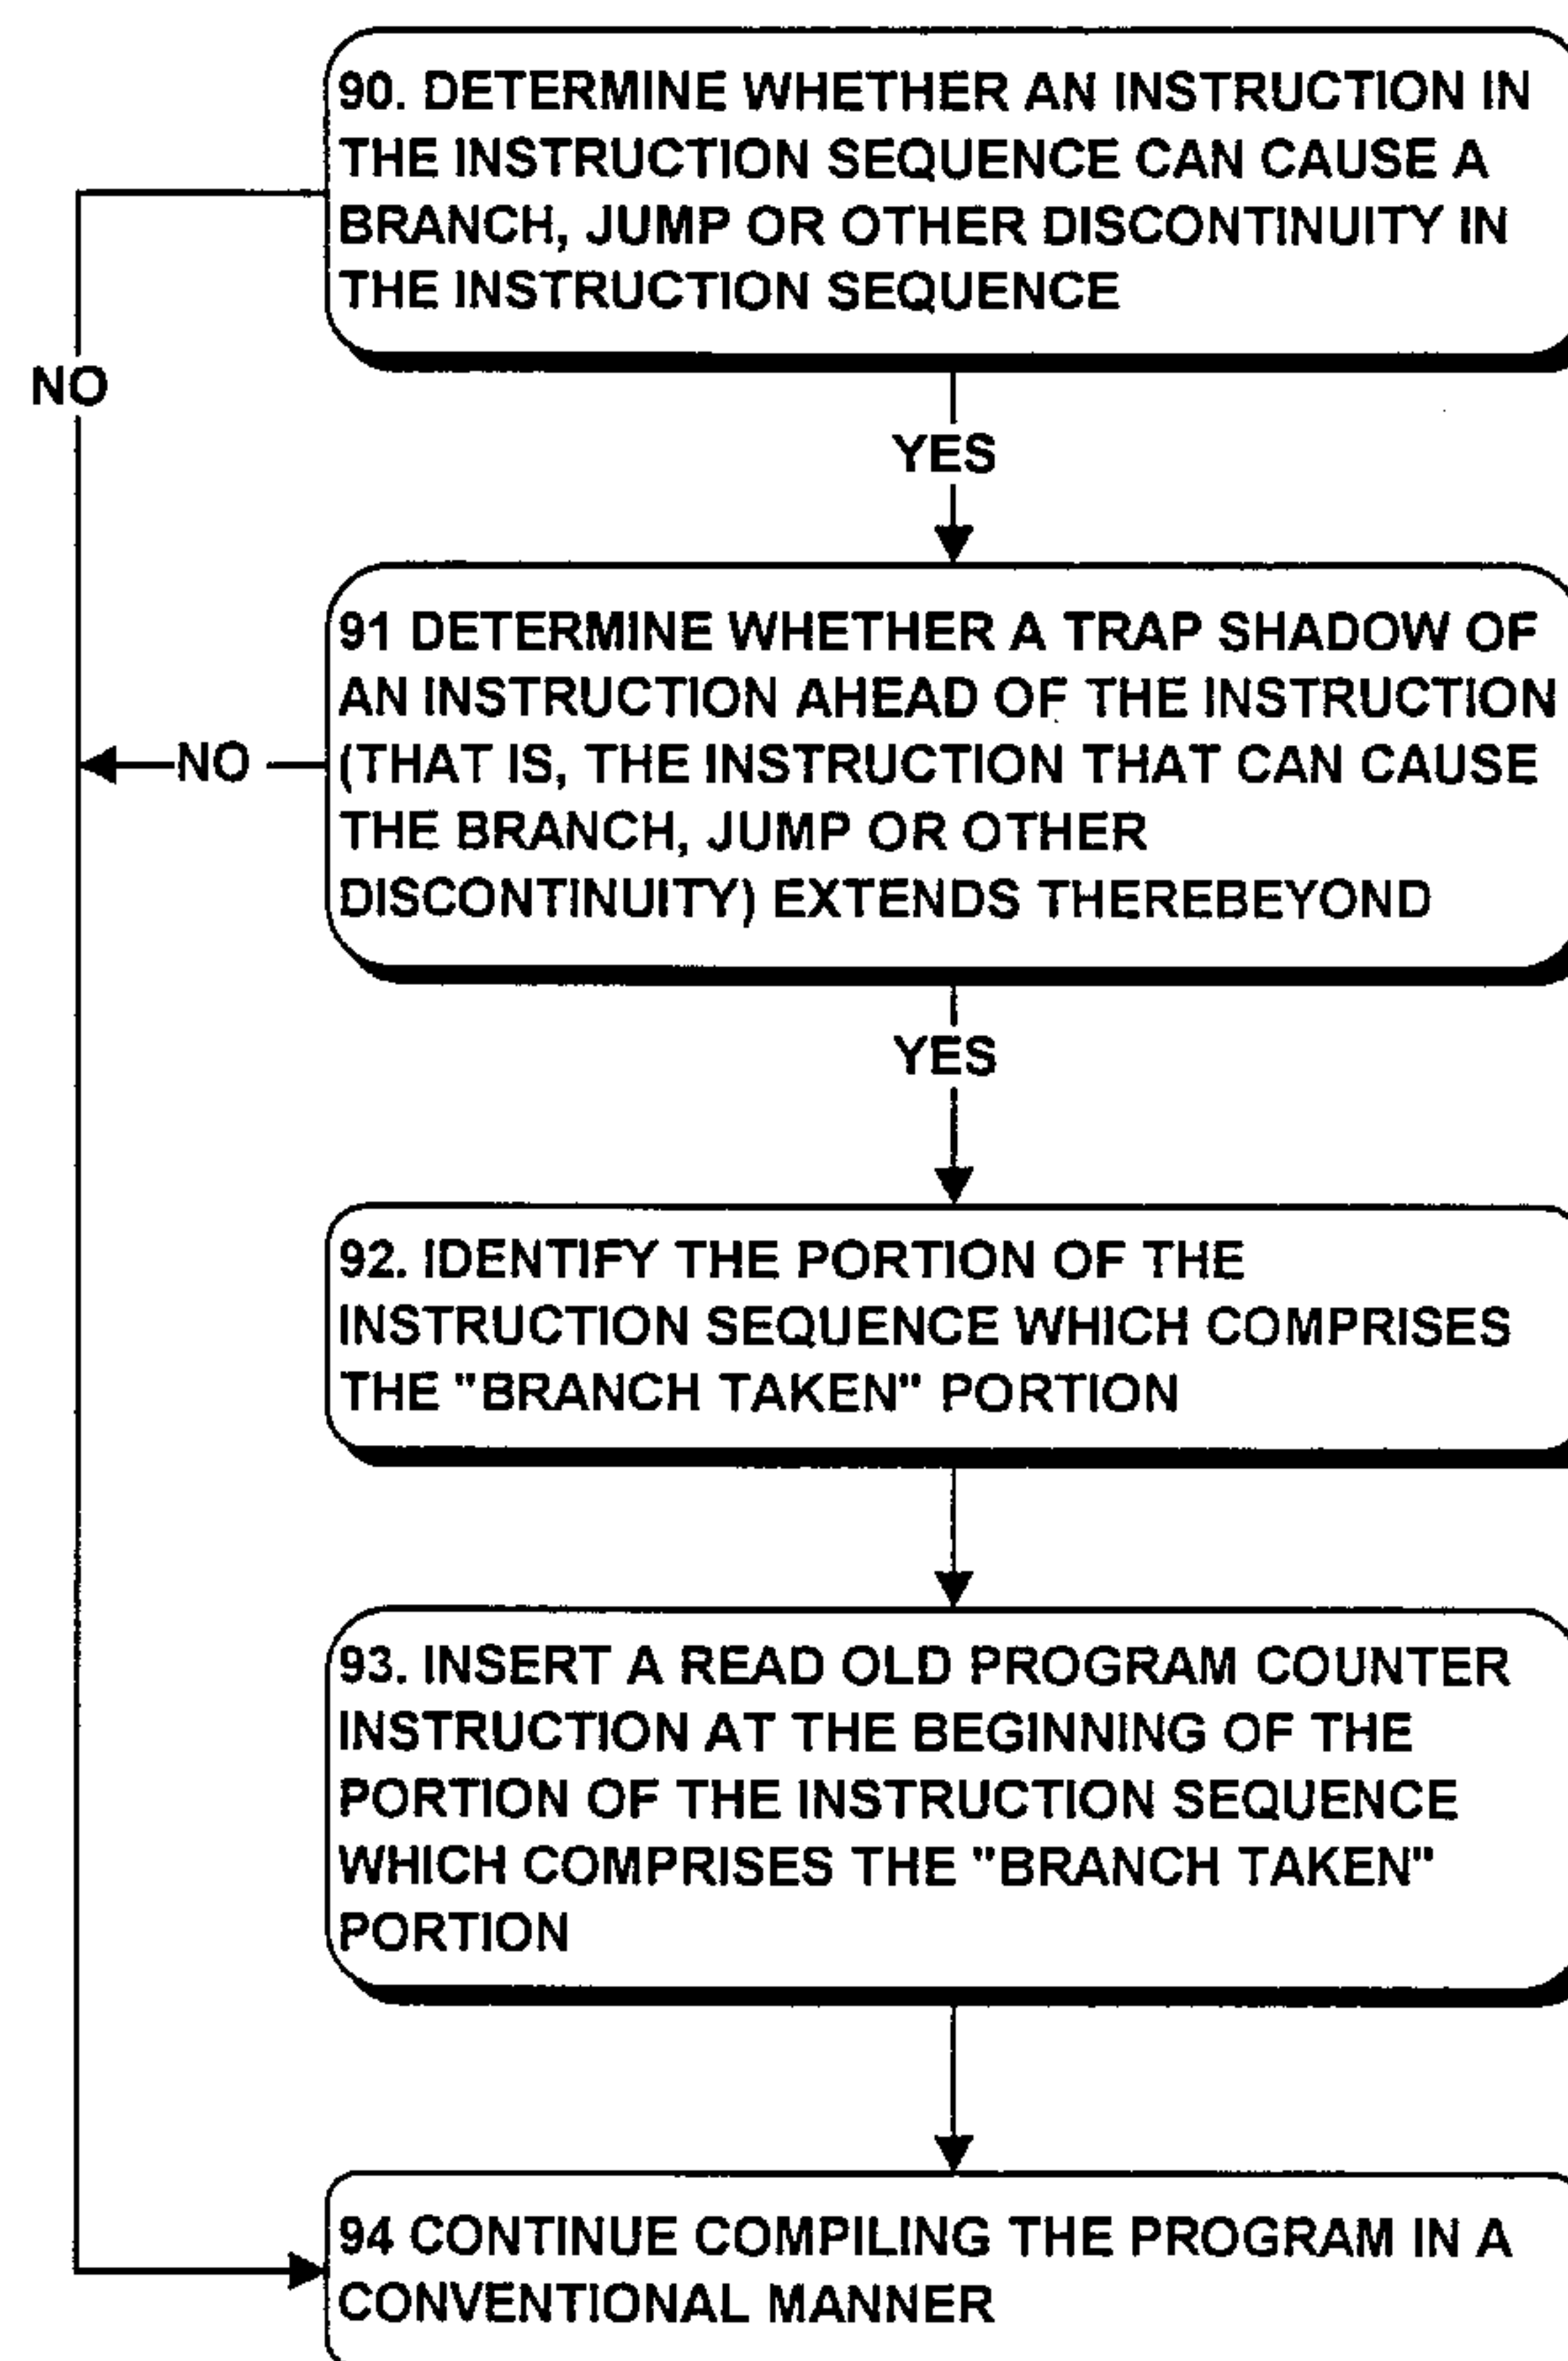 90. DETERMINE WHETHER AN INSTRUCTION IN
THE INSTRUCTION SEQUENCE CAN CAUSE A
BRANCH, JUMP OR OTHER DISCONTINUITY IN
THE INSTRUCTION SEQUENCE
NO
YES
91 DETERMINE WHETHER A TRAP SHADOW OF
AN INSTRUCTION AHEAD OF THE INSTRUCTION
(THAT IS, THE INSTRUCTION THAT CAN CAUSE
THE BRANCH, JUMP OR OTHER
DISCONTINUITY) EXTENDS THEREBEYOND
NO
YES
92. IDENTIFY THE PORTION OF THE
INSTRUCTION SEQUENCE WHICH COMPRISES
THE "BRANCH TAKEN" PORTION
93. INSERT A READ OLD PROGRAM COUNTER
INSTRUCTION AT THE BEGINNING OF THE
PORTION OF THE INSTRUCTION SEQUENCE
WHICH COMPRISES THE "BRANCH TAKEN"
PORTION
94 CONTINUE COMPILING THE PROGRAM IN A
CONVENTIONAL MANNER